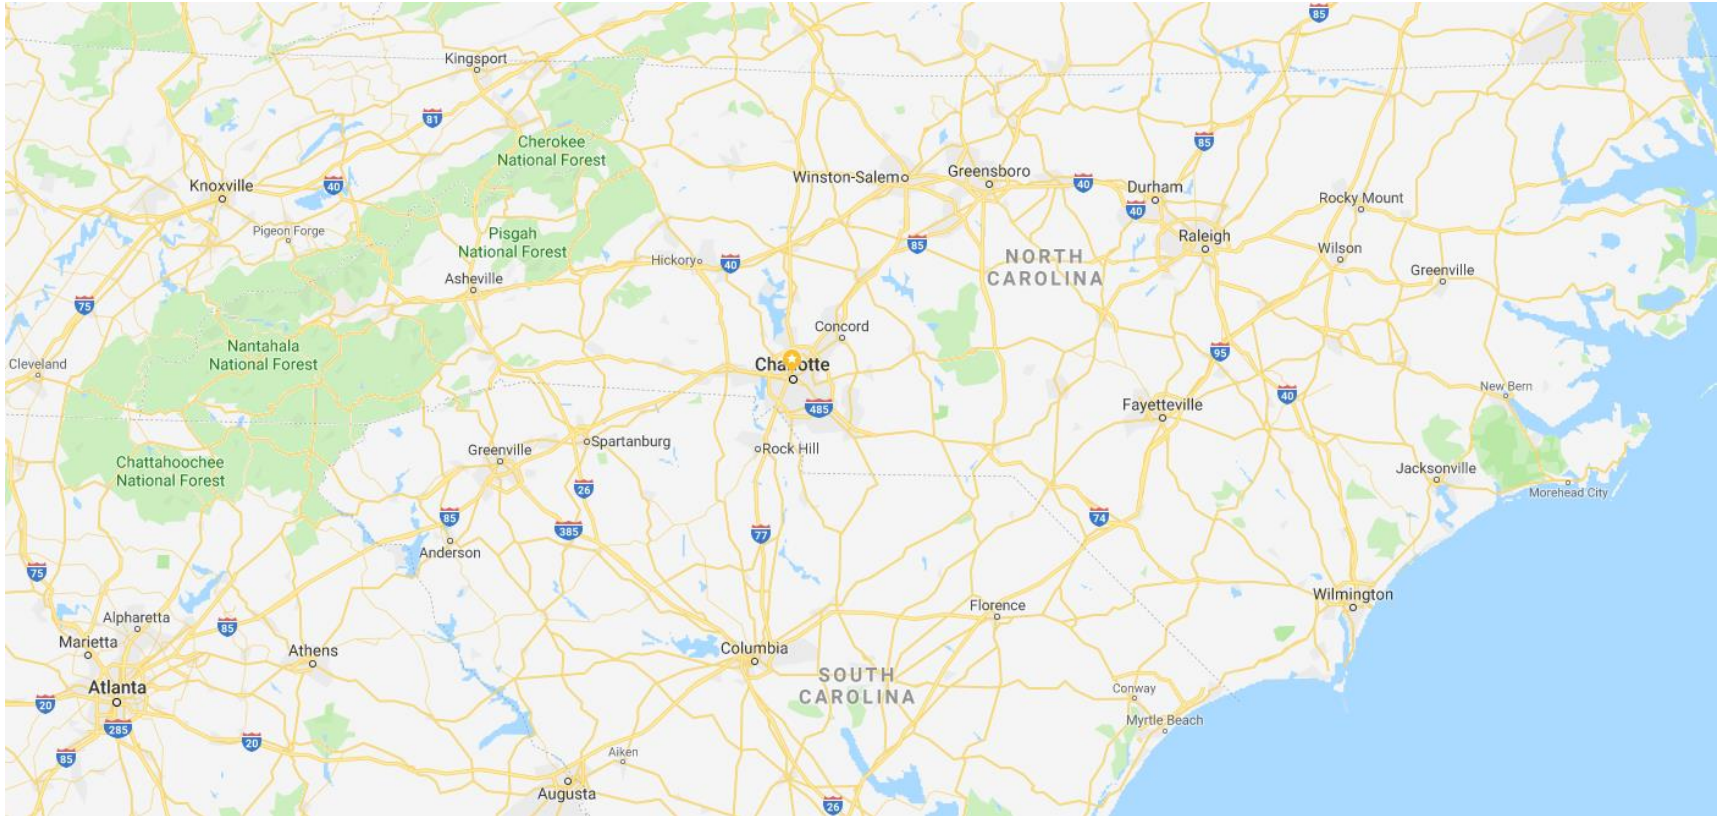 85
Kingsport
81
Cherokee
National Forest
85
Winston-Salem
Greensboro
40
Durham
Knoxville
40
Rocky Mount
40
Pigeon Forge
Pisgah
National Forest
85
Raleigh
Wilson
Hickory
40
NORTH
CAROLINA
Asheville
Greenville
75
Concord
Nantahala
National Forest
95
Cleveland
Charlotte
40
New Bern
485
Fayetteville
Greenville
Spartanburg
Rock Hill
Chattahoochee
National Forest
Jacksonville
26
Morehead City
85
385
77
74
Anderson
75
Alpharetta
85
Florence
Wilmington
Marietta
Athens
Columbia
SOUTH
CAROLINA
Atlanta
Conway
20
285
Myrtle Beach
20
85
Aiken
Augusta
26